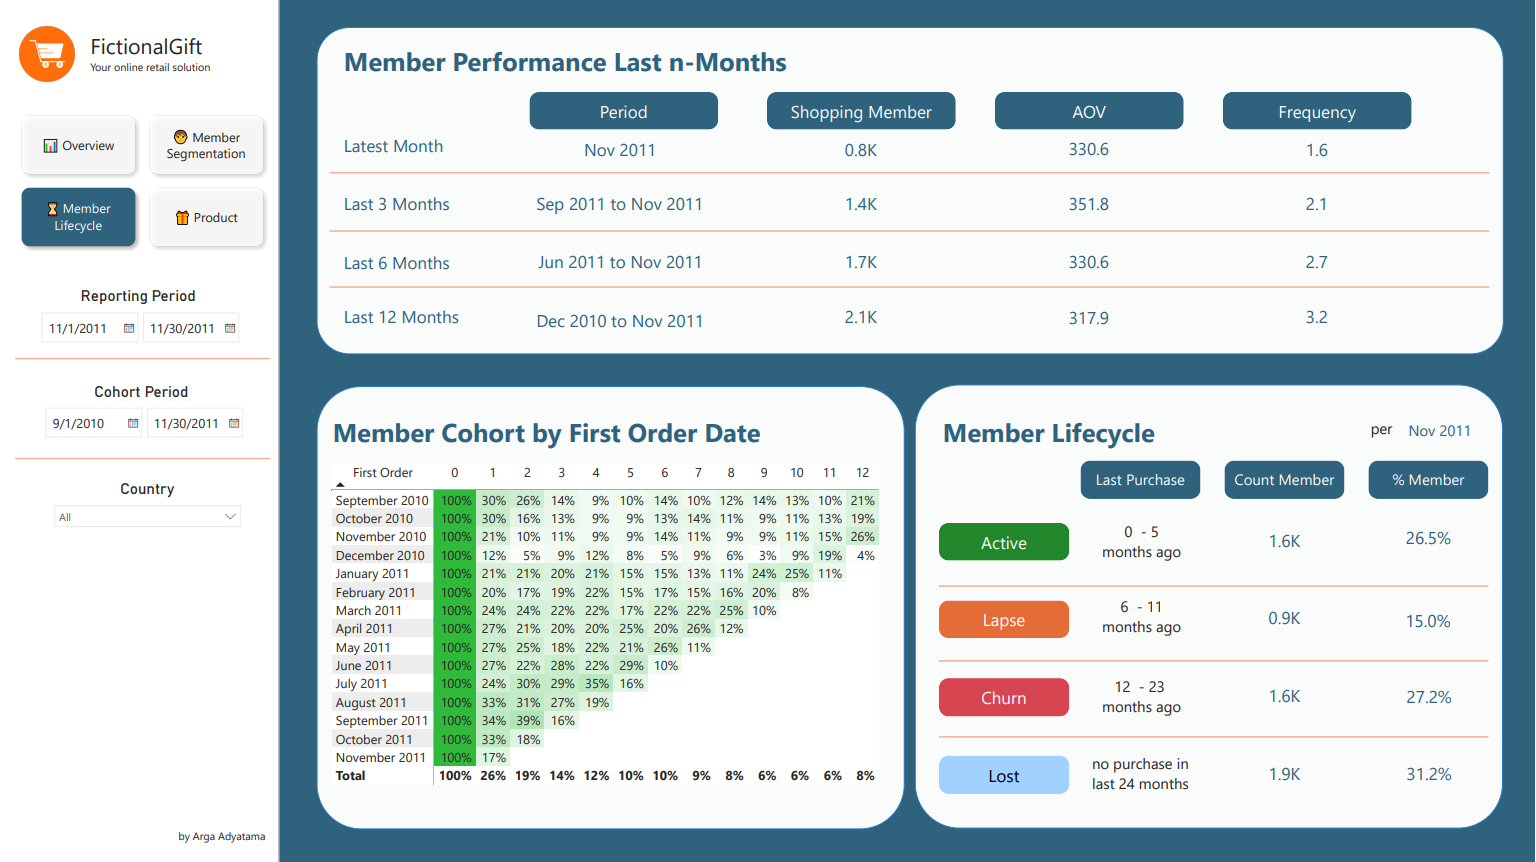 FictionalGift
Your online retail solution
Overview
Member
Segmentation
Member
Lifecycle
Product
Reporting Period
11/1/2011 11/30/2011
Cohort Period
9/1/2010 11/30/2011
Country
All
by Arga Adyatama
Member Performance Last n-Months
Period Shopping Member AOV Frequency
Latest Month Nov 2011 0.8K 330.6 1.6
Last 3 Months Sep 2011 to Nov 2011 1.4K 351.8 2.1
Last 6 Months Jun 2011 to Nov 2011 1.7K 330.6 2.7
Last 12 Months Dec 2010 to Nov 2011 2.1K 317.9 3.2
Member Cohort by First Order Date
First Order 0 1 2 3 4 5 6 7 8 9 10 11 12
September 2010 100% 30% 26% 14% 9% 10% 14% 10% 12% 14% 13% 10% 21%
October 2010 100% 30% 16% 13% 9% 9% 13% 14% 11% 9% 11% 13% 19%
November 2010 100% 21% 10% 11% 9% 9% 14% 11% 9% 9% 11% 15% 26%
December 2010 100% 12% 5% 9% 12% 8% 5% 9% 6% 3% 9% 19% 4%
January 2011 100% 21% 21% 20% 21% 15% 15% 13% 11% 24% 25% 11%
February 2011 100% 20% 17% 19% 22% 15% 17% 15% 16% 20% 8%
March 2011 100% 24% 24% 22% 22% 17% 22% 22% 25% 10%
April 2011 100% 27% 21% 20% 20% 25% 20% 26% 12%
May 2011 100% 27% 25% 18% 22% 21% 26% 11%
June 2011 100% 27% 22% 28% 22% 29% 10%
July 2011 100% 24% 30% 29% 35% 16%
August 2011 100% 33% 31% 27% 19%
September 2011 100% 34% 39% 16%
October 2011 100% 33% 18%
November 2011 100% 17%
Total 100% 26% 19% 14% 12% 10% 10% 9% 8% 6% 6% 6% 8%
Member Lifecycle per Nov 2011
Last Purchase Count Member % Member
Active 0 - 5 1.6K 26.5%
months ago
Lapse 6 - 11 0.9K 15.0%
months ago
Churn 12 - 23 1.6K 27.2%
months ago
Lost no purchase in 1.9K 31.2%
last 24 months